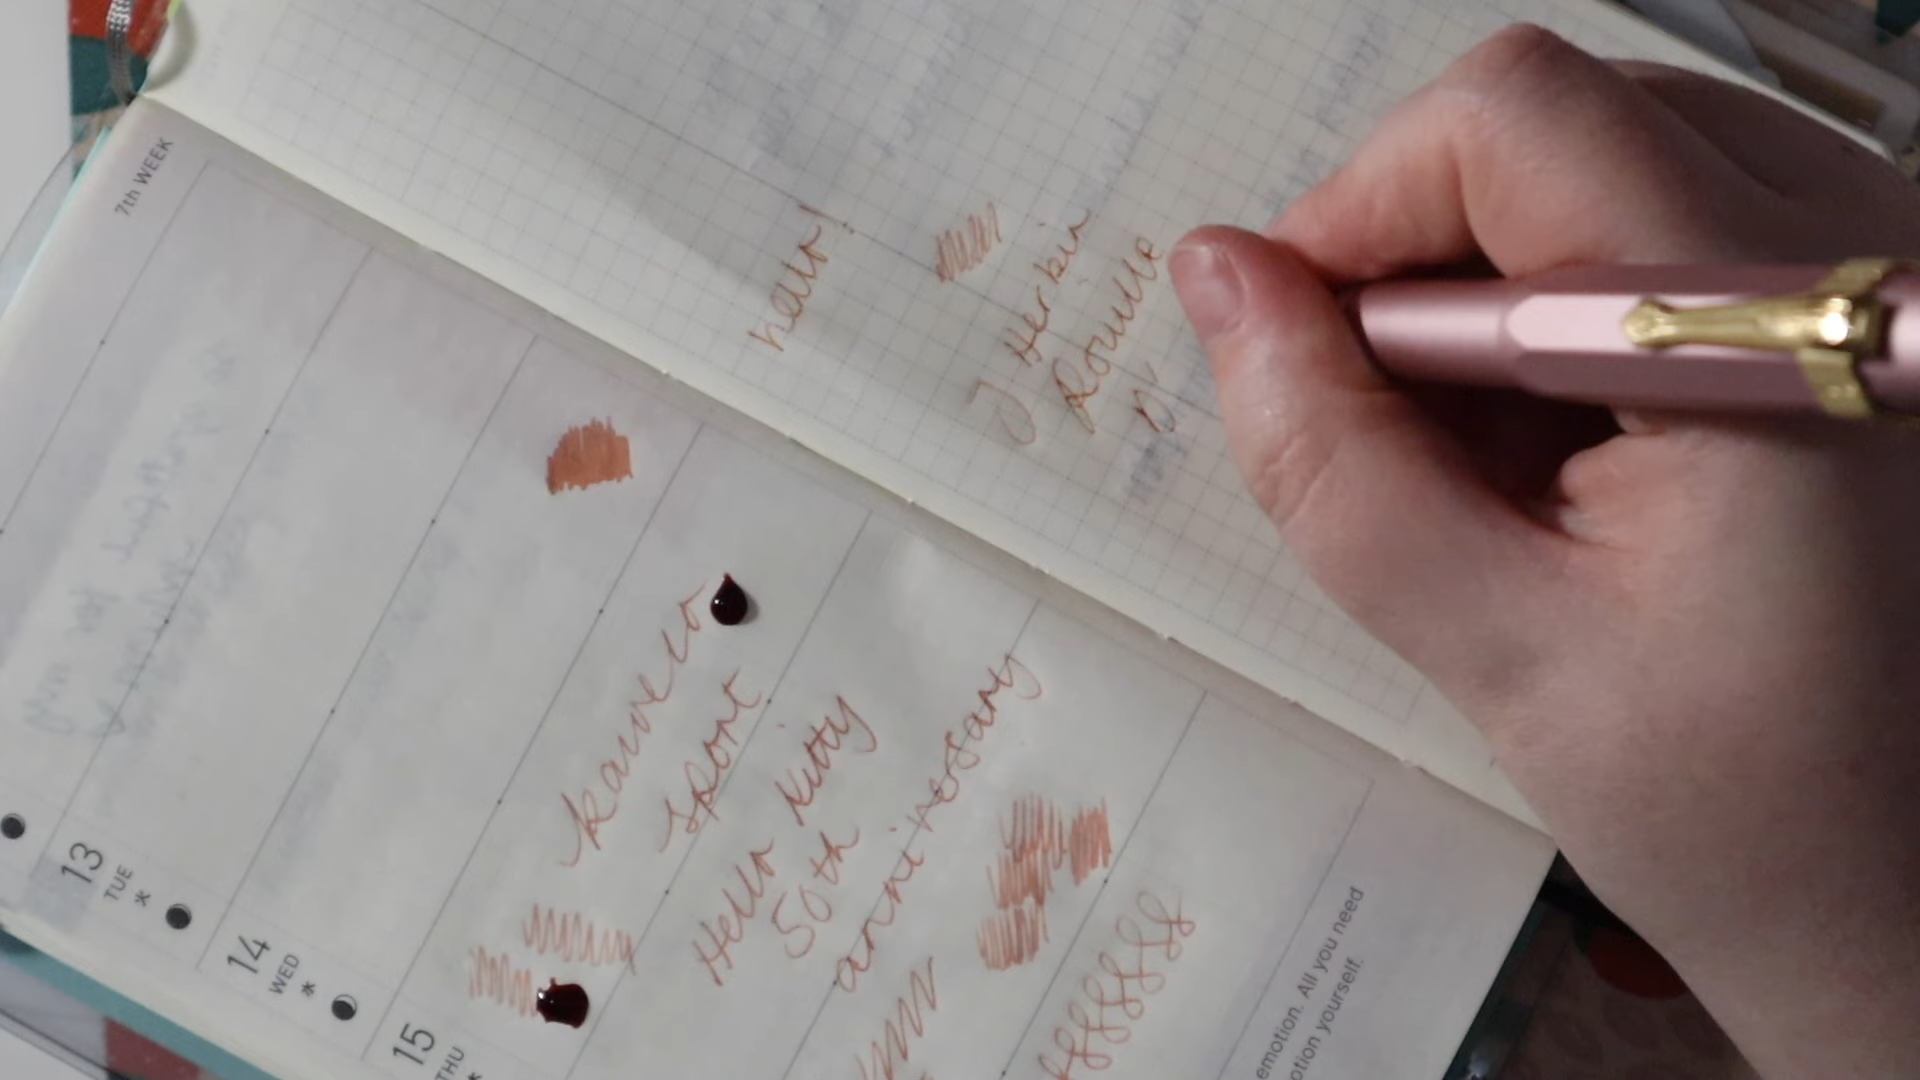 7th WEEK
13
TUE
14
WED
15
THU
kaweco
sport
Hello Kitty
50th
anniversary
hello!
J Herbin
Rouille
D'
emotion. All you need
otion yourself.